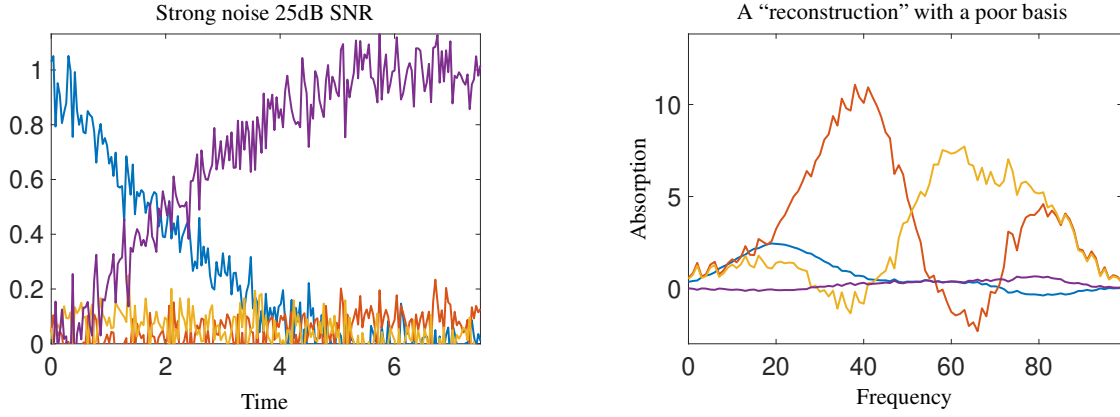 Strong noise 25dB SNR
1
0.8
0.6
0.4
0.2
0
0 2 4 6
Time
A “reconstruction” with a poor basis
Absorption
10
5
0
0 20 40 60 80
Frequency